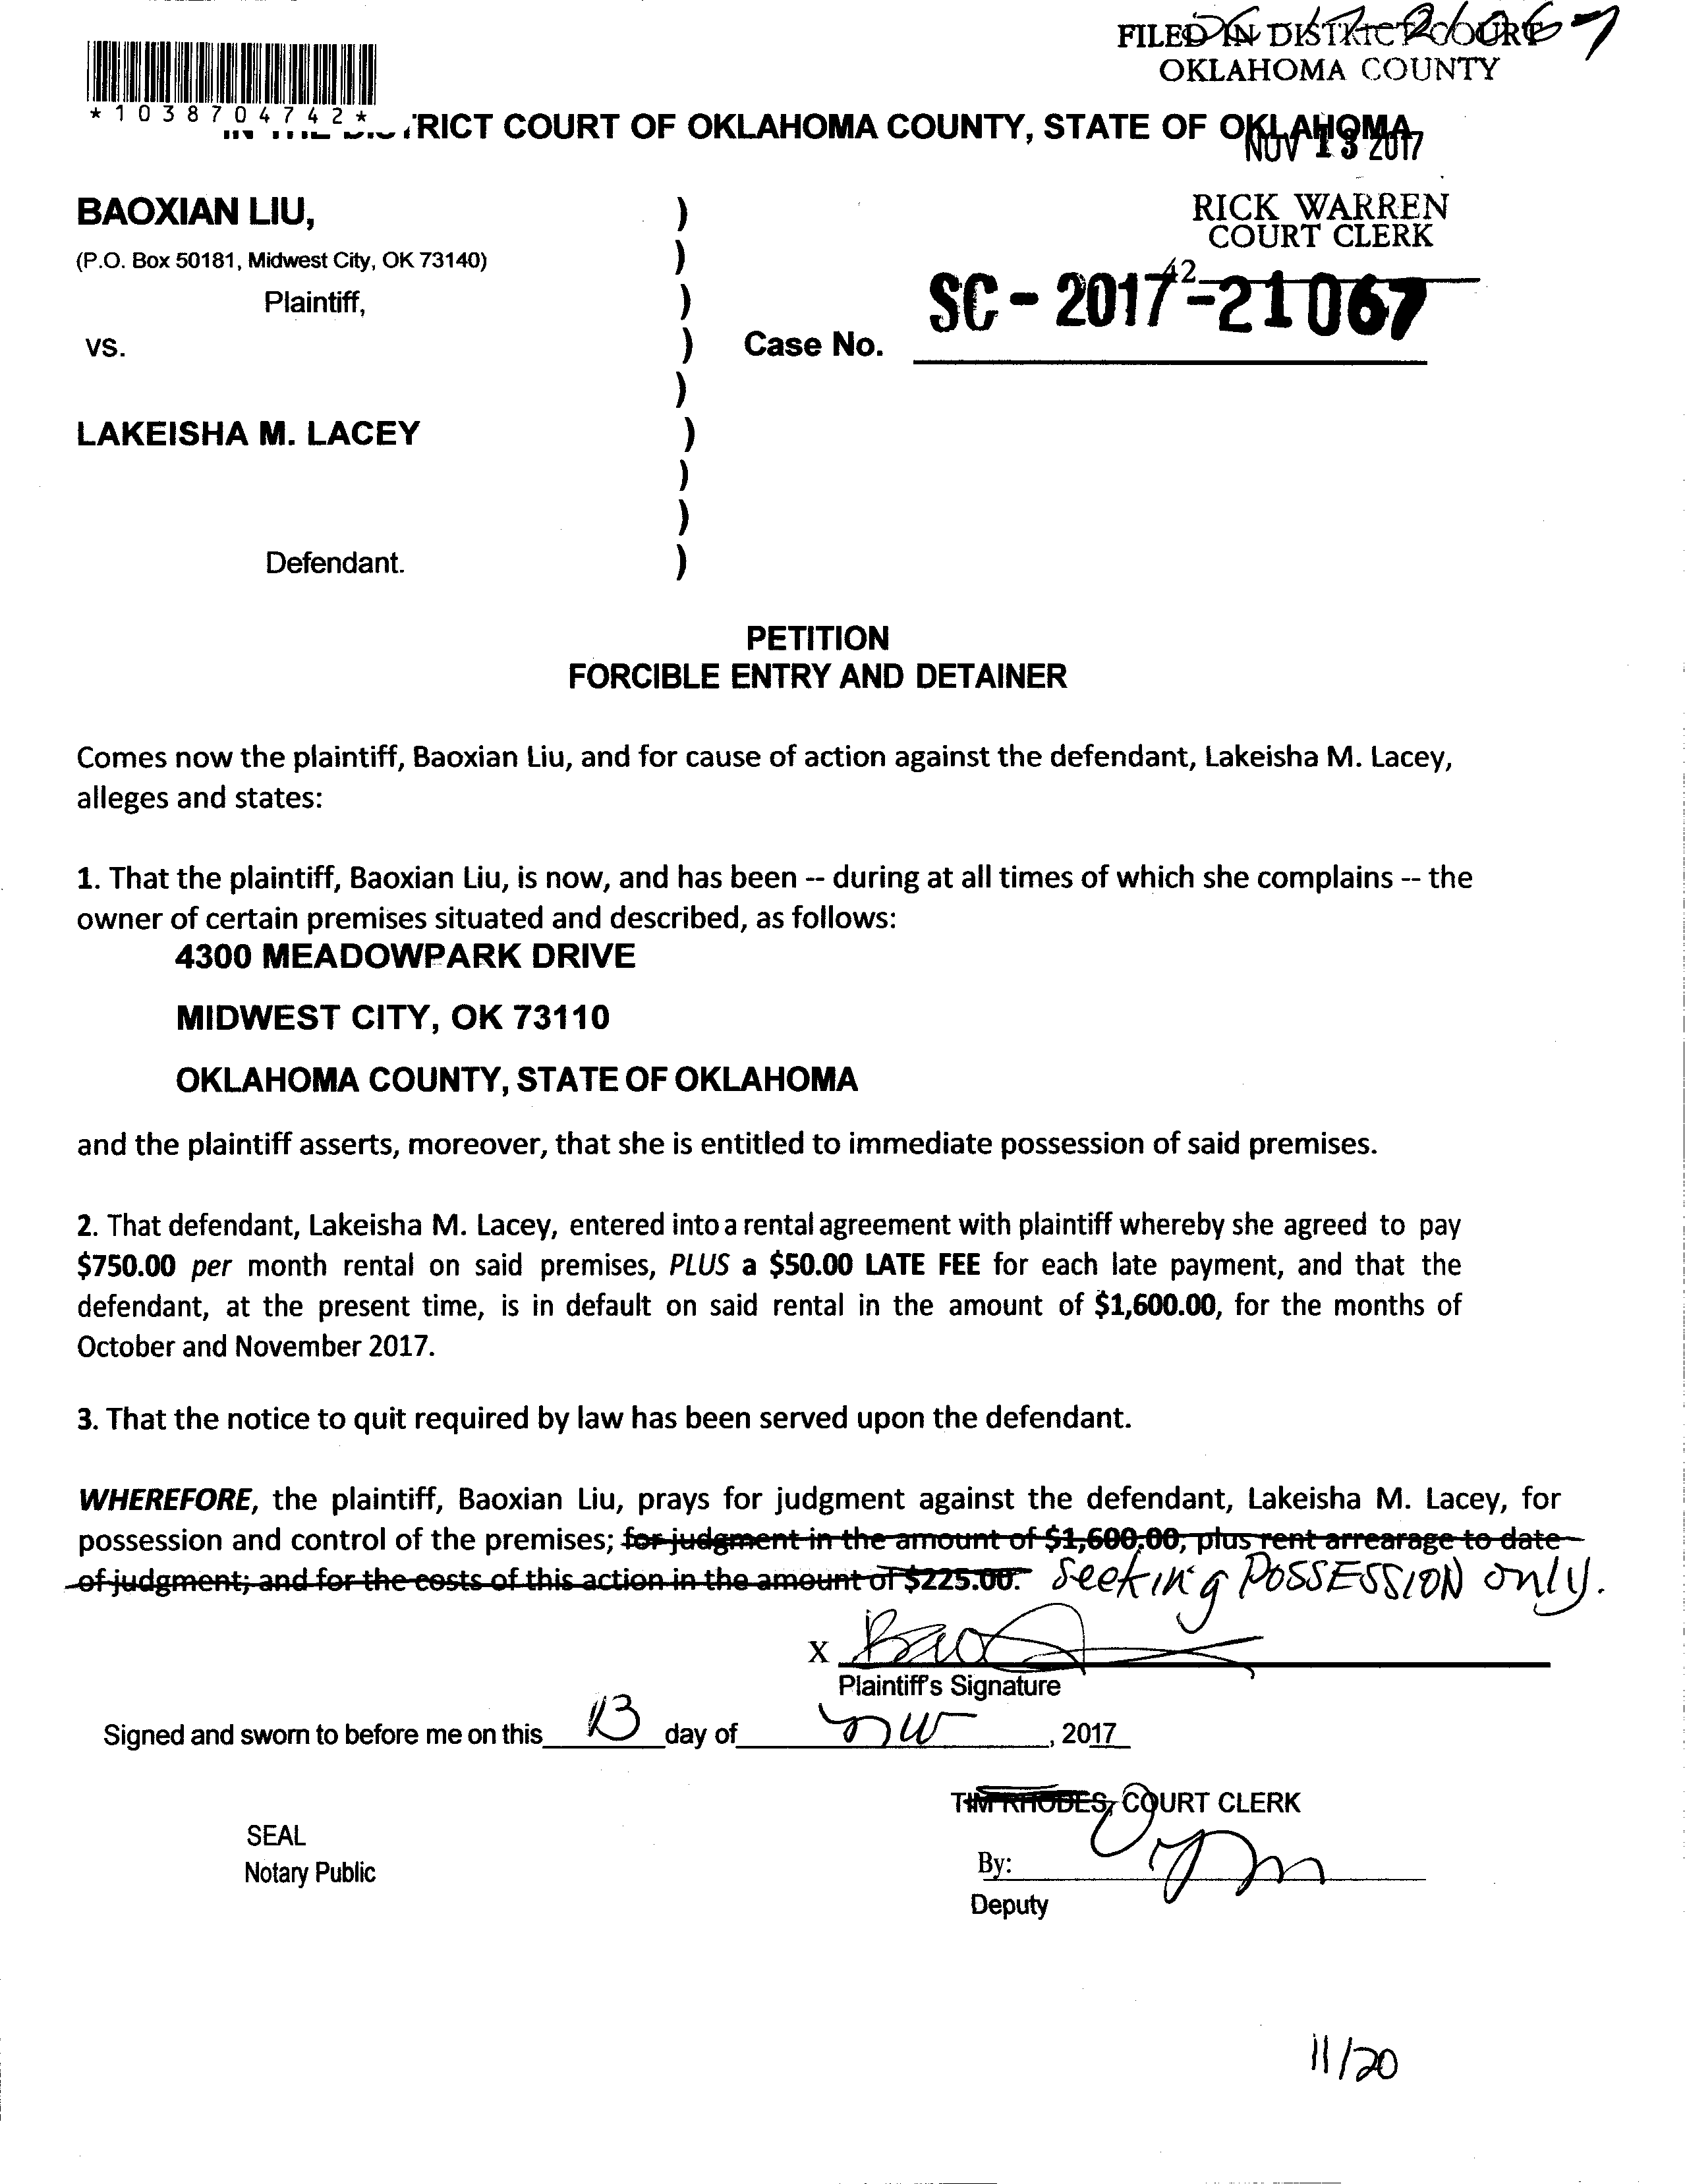 FILED IN DISTRICT COURT
OKLAHOMA COUNTY
*1038704742*
RICT COURT OF OKLAHOMA COUNTY, STATE OF OKLAHOMA
NOV 13 2017
BAOXIAN LIU, )
RICK WARREN
COURT CLERK
(P.O. Box 50181, Midwest City, OK 73140) )
42
Plaintiff, )
SC - 2017 - 21067
vs. ) Case No.
)
LAKEISHA M. LACEY )
)
)
Defendant. )
PETITION
FORCIBLE ENTRY AND DETAINER
Comes now the plaintiff, Baoxian Liu, and for cause of action against the defendant, Lakeisha M. Lacey,
alleges and states:
1. That the plaintiff, Baoxian Liu, is now, and has been -- during at all times of which she complains -- the
owner of certain premises situated and described, as follows:
4300 MEADOWPARK DRIVE
MIDWEST CITY, OK 73110
OKLAHOMA COUNTY, STATE OF OKLAHOMA
and the plaintiff asserts, moreover, that she is entitled to immediate possession of said premises.
2. That defendant, Lakeisha M. Lacey, entered into a rental agreement with plaintiff whereby she agreed to pay
$750.00 per month rental on said premises, PLUS a $50.00 LATE FEE for each late payment, and that the
defendant, at the present time, is in default on said rental in the amount of $1,600.00, for the months of
October and November 2017.
3. That the notice to quit required by law has been served upon the defendant.
WHEREFORE, the plaintiff, Baoxian Liu, prays for judgment against the defendant, Lakeisha M. Lacey, for
possession and control of the premises; for judgment in the amount of $1,600.00; plus rent arrearage to date
of judgment; and for the costs of this action in the amount of $225.00. Seeking POSSESSION only.
X Bao
Plaintiff's Signature
Signed and sworn to before me on this 13 day of nov, 2017
TIM RHODES, COURT CLERK
SEAL
Notary Public
By:
Deputy
11/20